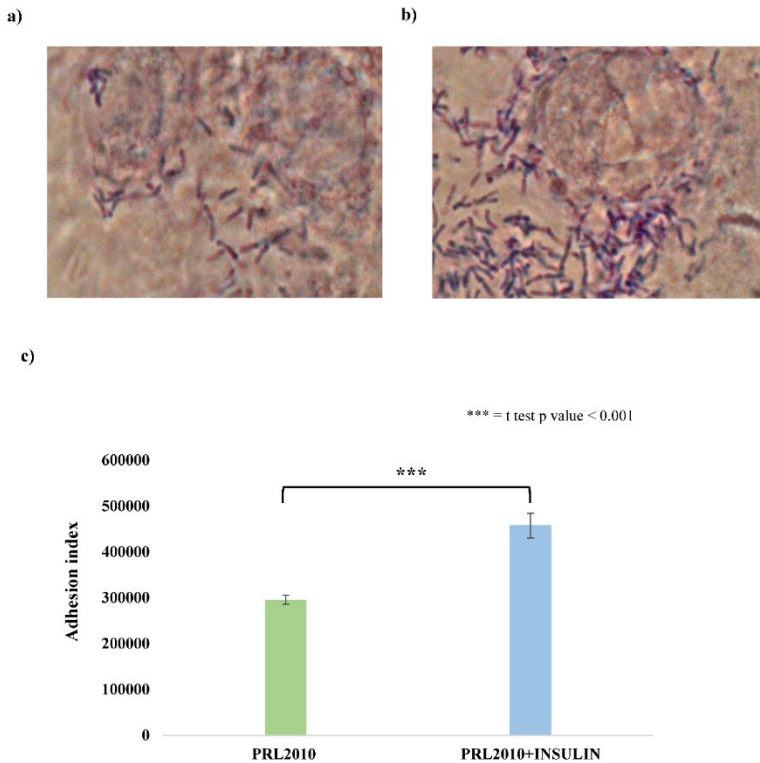 a)
b)
c)
*** = t test p value < 0.001
***
600000
500000
400000
300000
200000
100000
0
Adhesion index
PRL2010
PRL2010+INSULIN